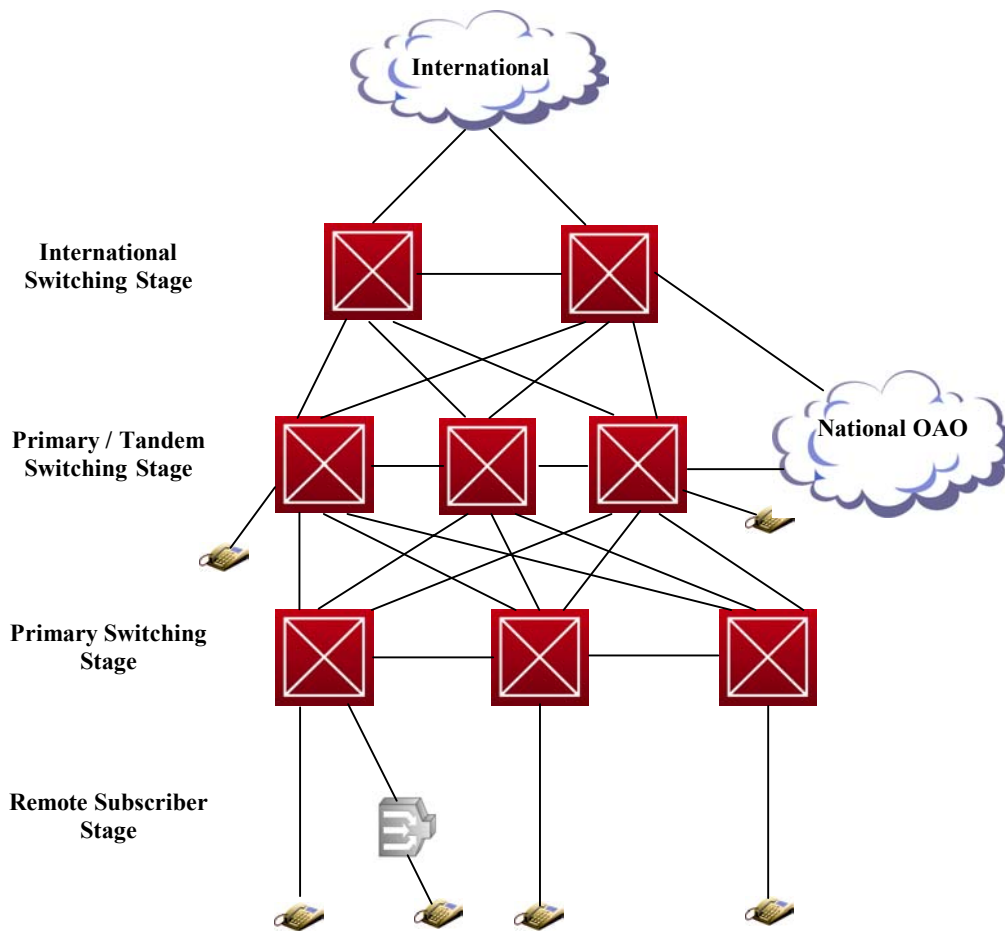 International
International
Switching Stage
Primary / Tandem
Switching Stage
National OAO
Primary Switching
Stage
Remote Subscriber
Stage